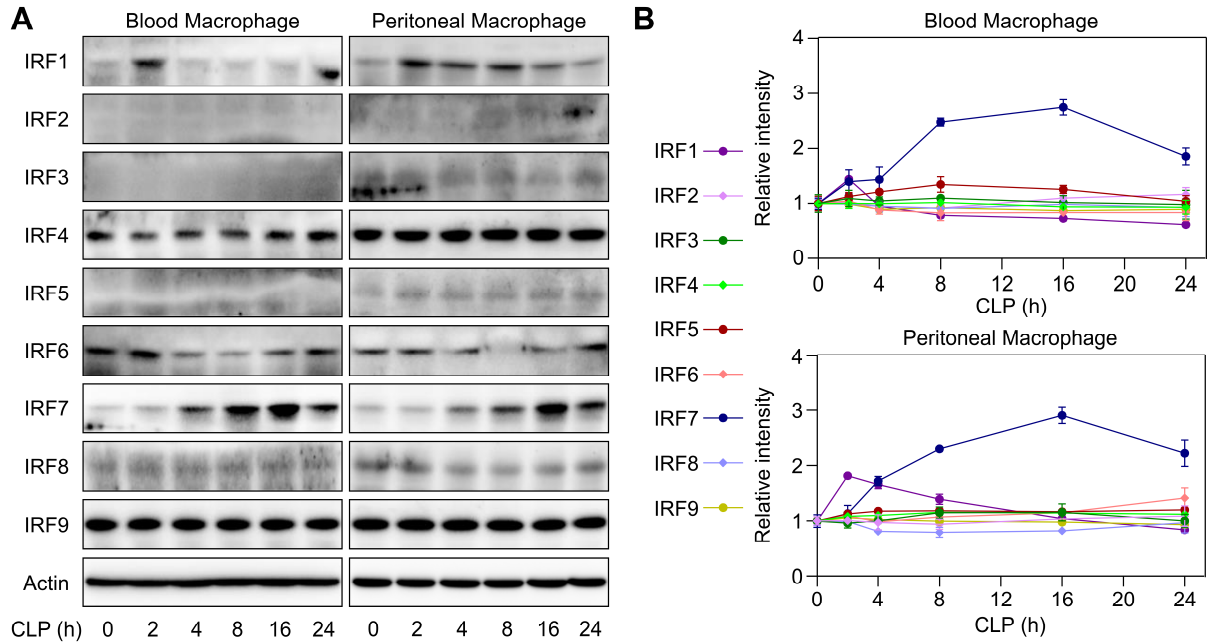 A
Blood Macrophage
Peritoneal Macrophage
IRF1
IRF2
IRF3
IRF4
IRF5
IRF6
IRF7
IRF8
IRF9
Actin
CLP (h) 0 2 4 8 16 24 0 2 4 8 16 24
B
IRF1
IRF2
IRF3
IRF4
IRF5
IRF6
IRF7
IRF8
IRF9
Blood Macrophage
Relative intensity
4
3
2
1
0
0 4 8 12 16 20 24
CLP (h)
Peritoneal Macrophage
Relative intensity
4
3
2
1
0
0 4 8 12 16 20 24
CLP (h)